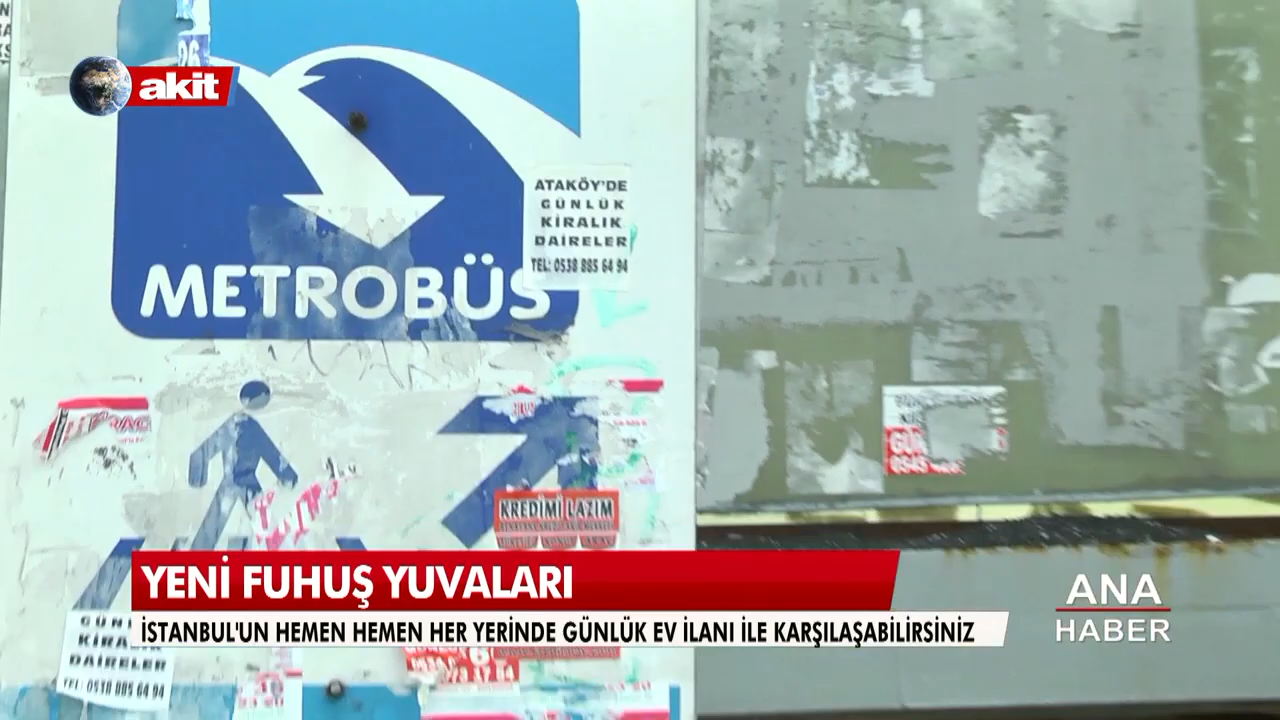 akit
METROBÜS
ATAKÖY'DE
GÜNLÜK
KİRALIK
DAİRELER
TEL: 0538 885 64 94
KREDİMİ LAZIM
YENİ FUHUŞ YUVALARI
İSTANBUL'UN HEMEN HEMEN HER YERİNDE GÜNLÜK EV İLANI İLE KARŞILAŞABİLİRSİNİZ
ANA
HABER
DAİRELER
TEL: 0538 885 64 94